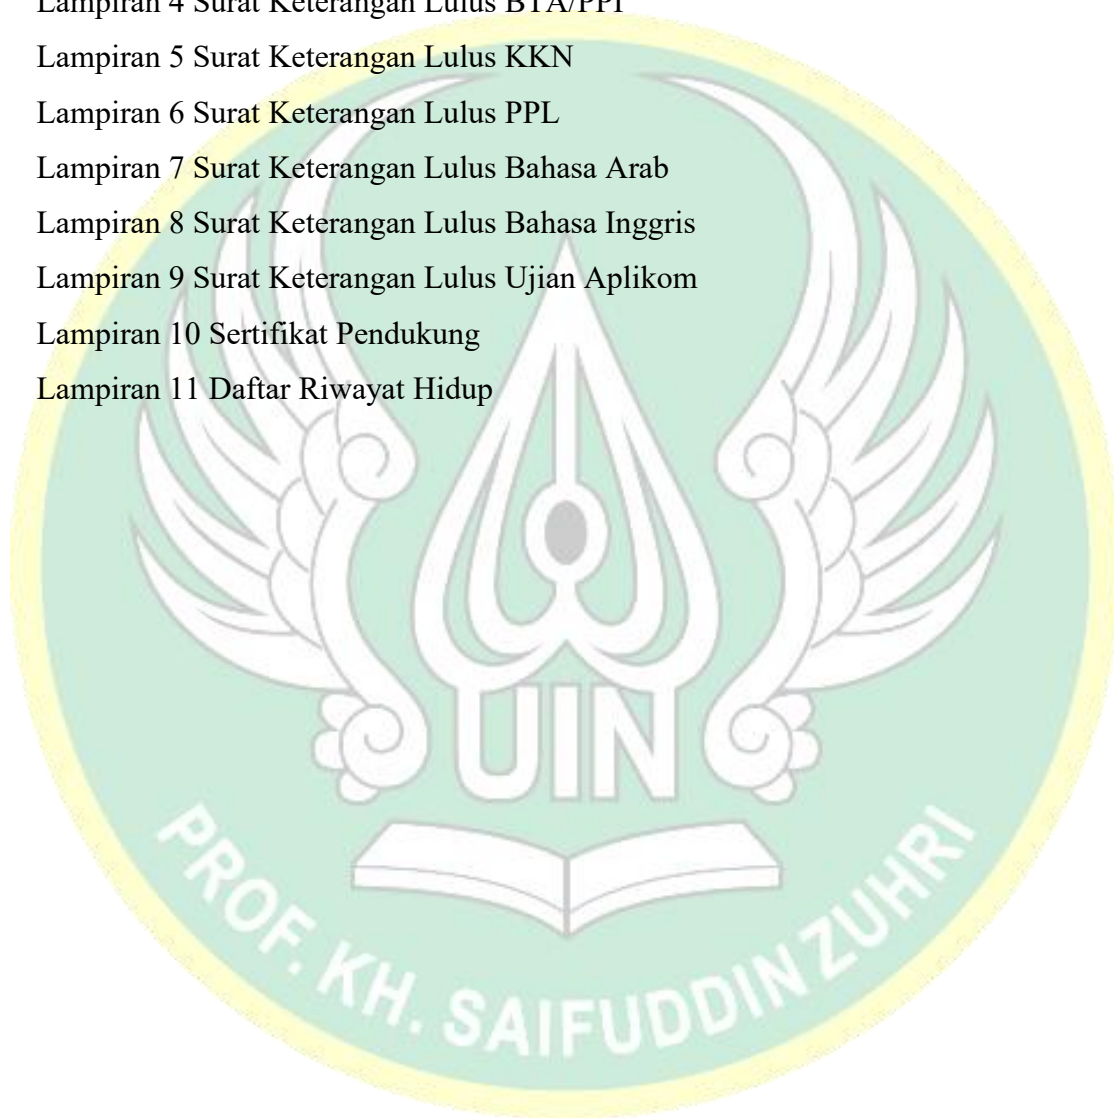 Lampiran 4 Surat Keterangan Lulus BTA/PPI
Lampiran 5 Surat Keterangan Lulus KKN
Lampiran 6 Surat Keterangan Lulus PPL
Lampiran 7 Surat Keterangan Lulus Bahasa Arab
Lampiran 8 Surat Keterangan Lulus Bahasa Inggris
Lampiran 9 Surat Keterangan Lulus Ujian Aplikom
Lampiran 10 Sertifikat Pendukung
Lampiran 11 Daftar Riwayat Hidup
UIN
PROF. KH. SAIFUDDIN ZUHRI